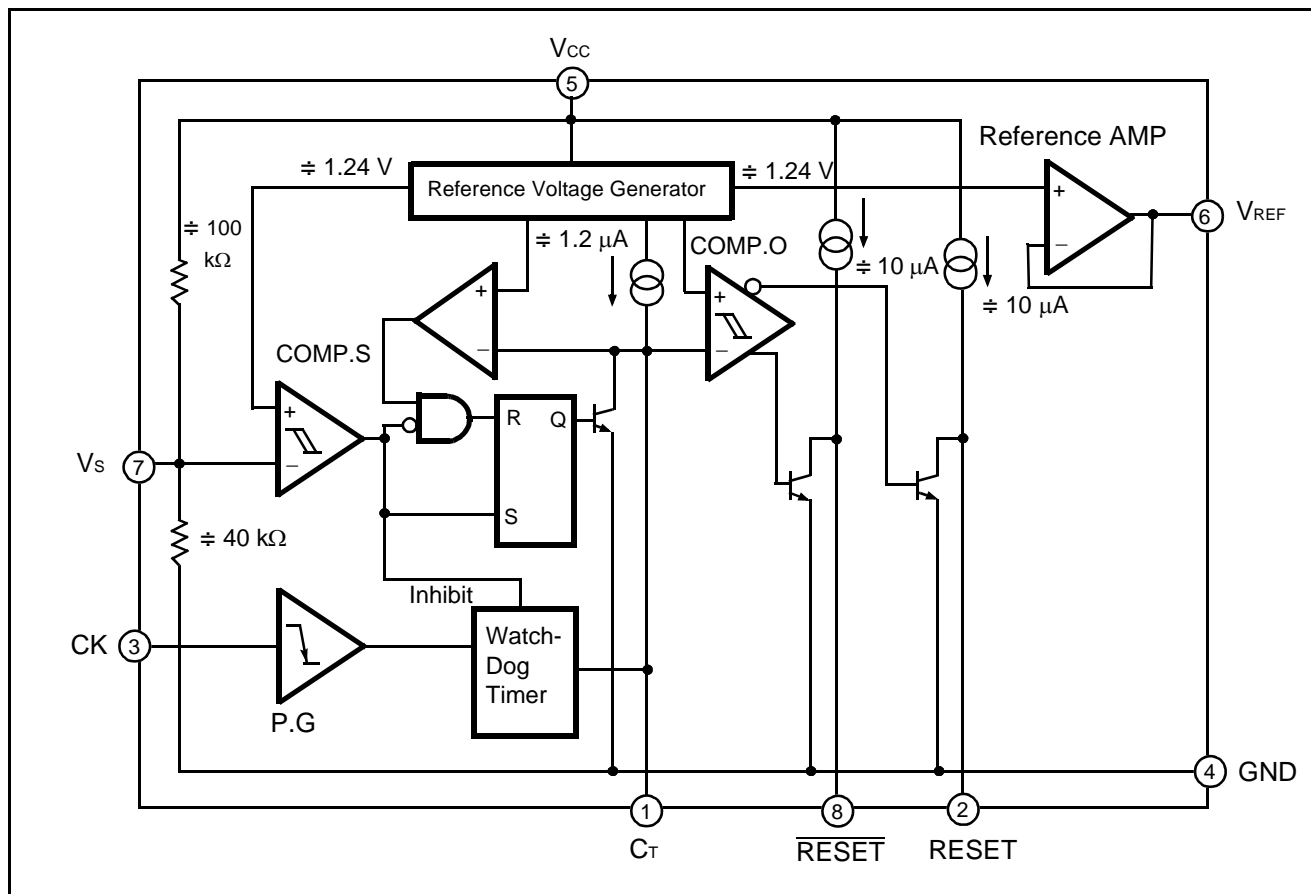 VCC
5
Reference AMP
≑ 1.24 V
Reference Voltage Generator
≑ 1.24 V
+
−
6
VREF
≑ 100
kΩ
≑ 1.2 μA
COMP.O
≑ 10 μA
≑ 10 μA
+
−
+
−
COMP.S
+
−
R
Q
S
VS
7
≑ 40 kΩ
Inhibit
CK
3
P.G
Watch-
Dog
Timer
4
GND
1
8
2
CT
RESET
RESET